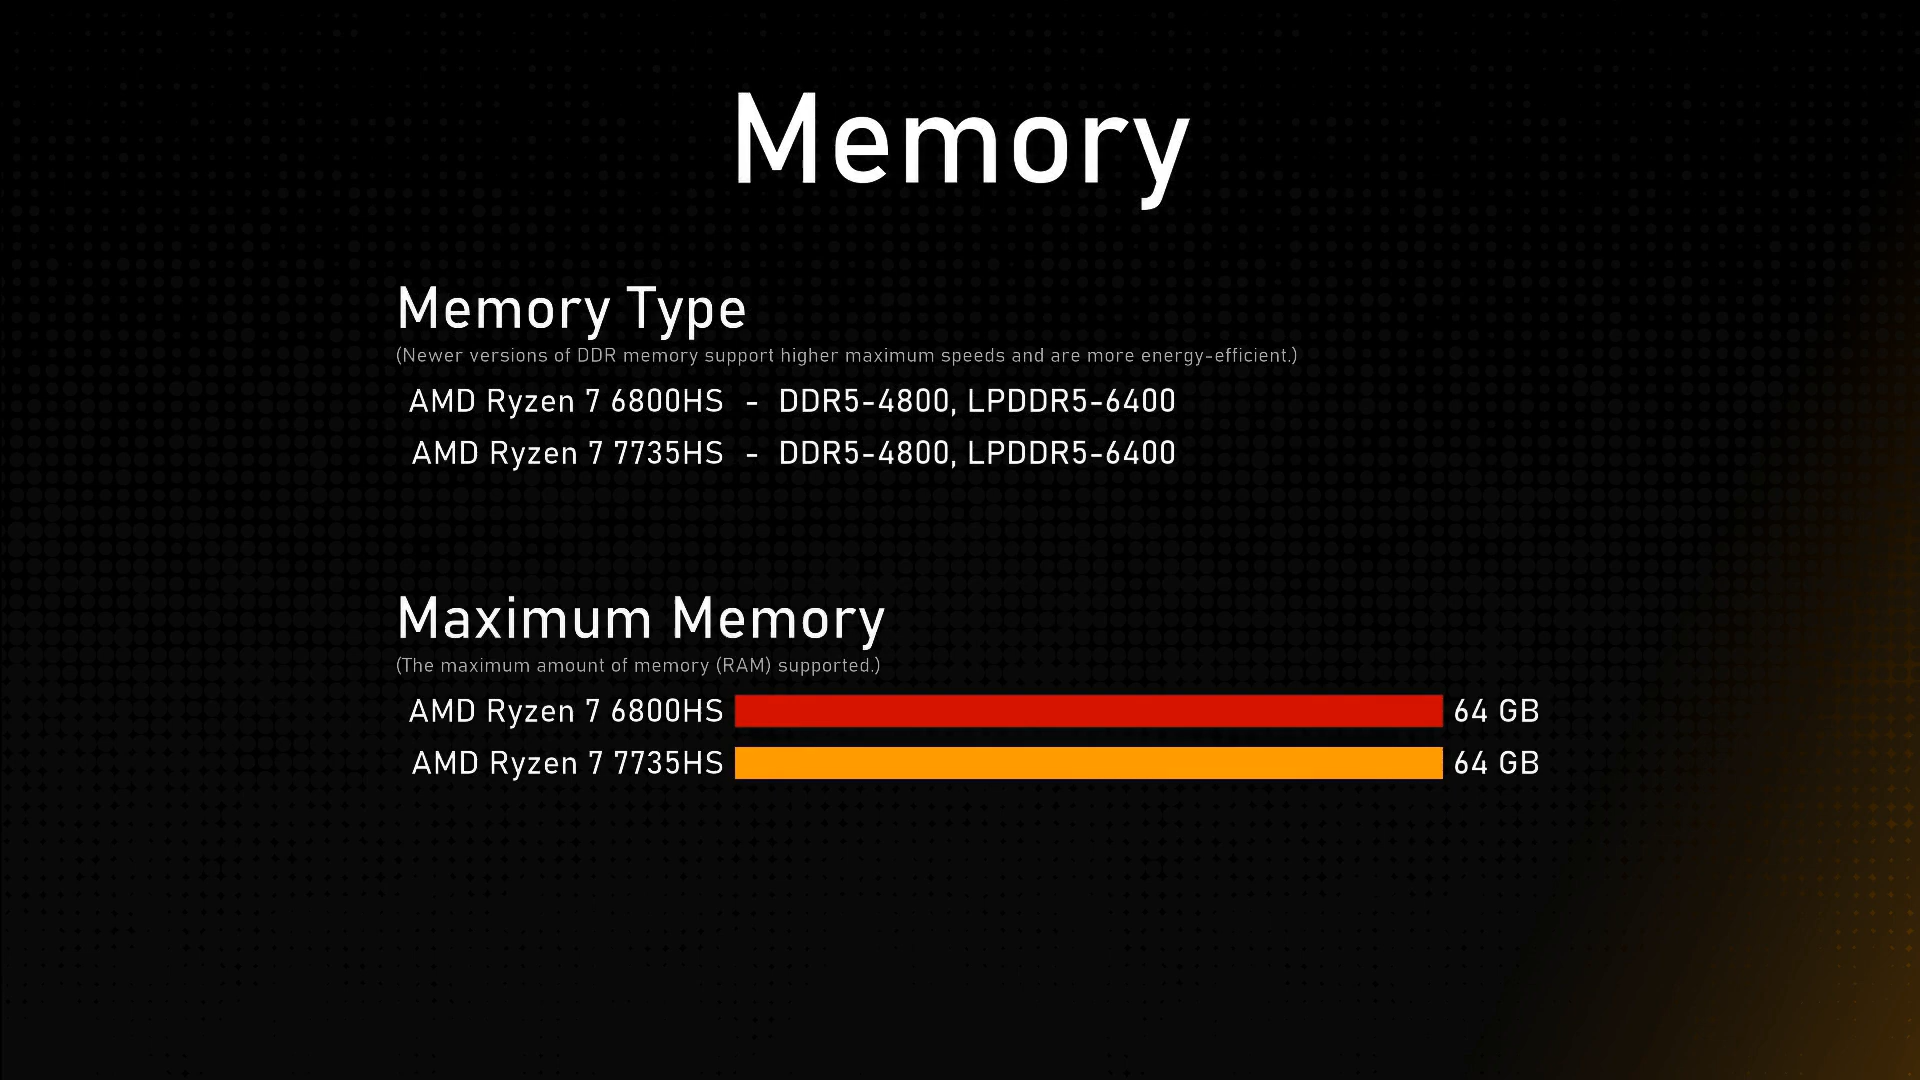 Memory
Memory Type
(Newer versions of DDR memory support higher maximum speeds and are more energy-efficient.)
AMD Ryzen 7 6800HS - DDR5-4800, LPDDR5-6400
AMD Ryzen 7 7735HS - DDR5-4800, LPDDR5-6400
Maximum Memory
(The maximum amount of memory (RAM) supported.)
AMD Ryzen 7 6800HS 64 GB
AMD Ryzen 7 7735HS 64 GB